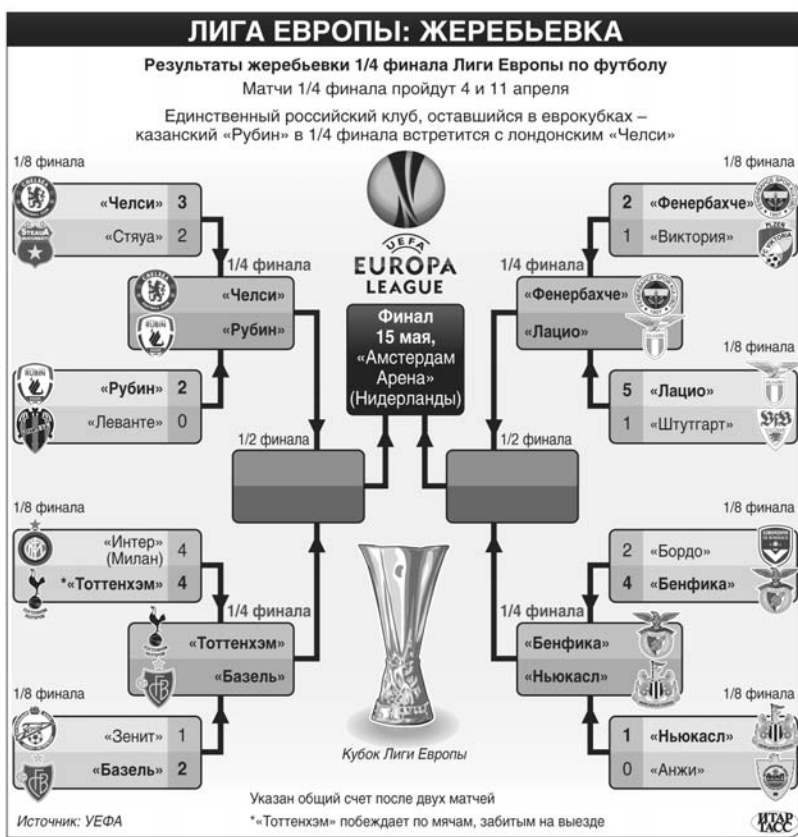 ЛИГА ЕВРОПЫ: ЖЕРЕБЬЕВКА
Результаты жеребьевки 1/4 финала Лиги Европы по футболу
Матчи 1/4 финала пройдут 4 и 11 апреля
Единственный российский клуб, оставшийся в еврокубках –
казанский «Рубин» в 1/4 финала встретится с лондонским «Челси»
1/8 финала
«Челси» 3
«Стяуа» 2
1/4 финала
«Челси»
«Рубин»
«Рубин» 2
«Леванте» 0
1/2 финала
1/8 финала
«Интер»
(Милан) 4
*«Тоттенхэм» 4
1/4 финала
«Тоттенхэм»
«Базель»
1/8 финала
«Зенит» 1
«Базель» 2
UEFA
EUROPA
LEAGUE
Финал
15 мая,
«Амстердам
Арена»
(Нидерланды)
Кубок Лиги Европы
1/8 финала
2 «Фенербахче»
1 «Виктория»
1/4 финала
«Фенербахче»
«Лацио»
1/8 финала
5 «Лацио»
1 «Штутгарт»
1/2 финала
1/8 финала
2 «Бордо»
4 «Бенфика»
1/4 финала
«Бенфика»
«Ньюкасл»
1/8 финала
1 «Ньюкасл»
0 «Анжи»
Указан общий счет после двух матчей
*«Тоттенхэм» побеждает по мячам, забитым на выезде
Источник: УЕФА
ИТАР
ТАСС